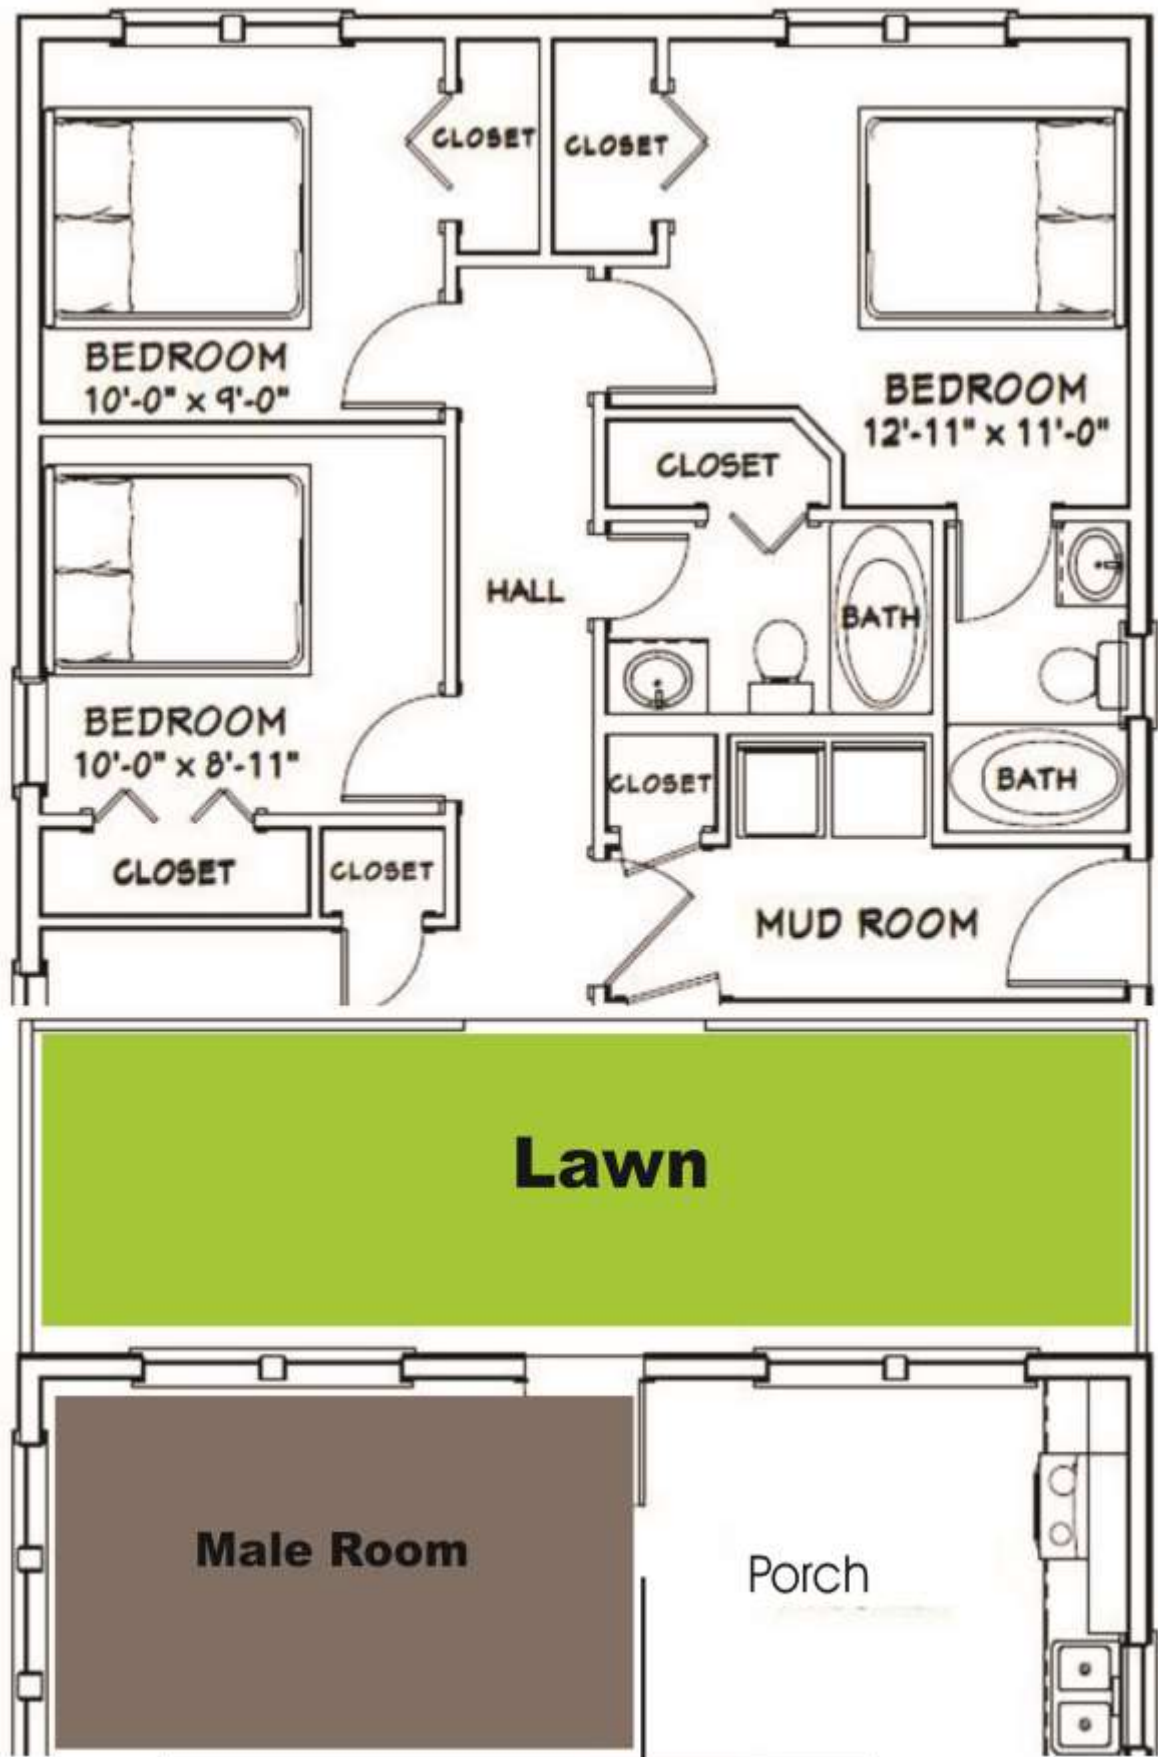 CLOSET
CLOSET
BEDROOM
10'-0" x 9'-0"
BEDROOM
12'-11" x 11'-0"
CLOSET
HALL
BATH
BEDROOM
10'-0" x 8'-11"
CLOSET
BATH
CLOSET
CLOSET
MUD ROOM
Lawn
Male Room
Porch